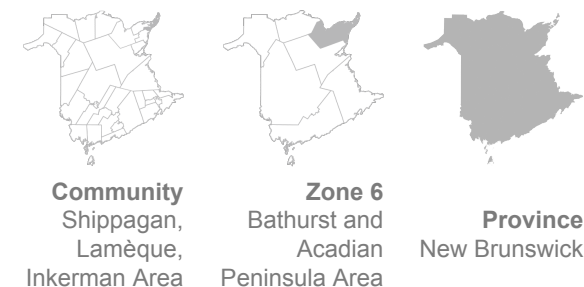 Community
Shippagan,
Lamèque,
Inkerman Area
Zone 6
Bathurst and
Acadian
Peninsula Area
Province
New Brunswick